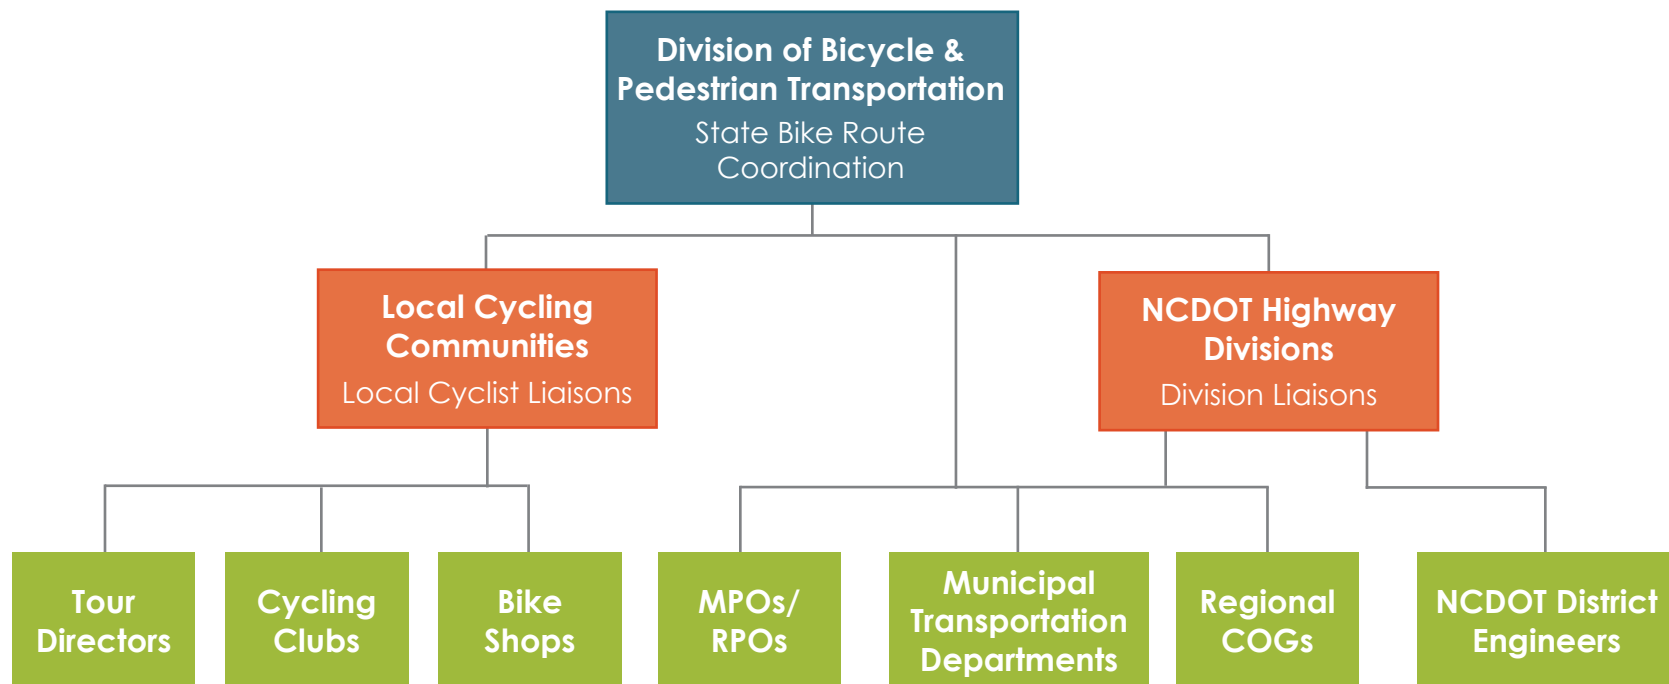 Division of Bicycle &
Pedestrian Transportation
State Bike Route
Coordination
Local Cycling
Communities
Local Cyclist Liaisons
NCDOT Highway
Divisions
Division Liaisons
Tour
Directors
Cycling
Clubs
Bike
Shops
MPOs/
RPOs
Municipal
Transportation
Departments
Regional
COGs
NCDOT District
Engineers